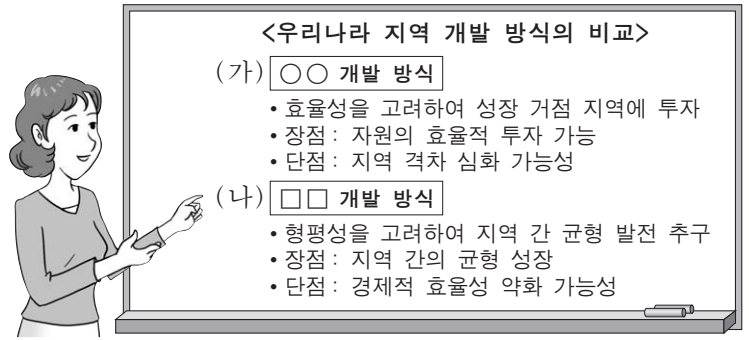 <우리나라 지역 개발 방식의 비교>
(가) ○○ 개발 방식
• 효율성을 고려하여 성장 거점 지역에 투자
• 장점 : 자원의 효율적 투자 가능
• 단점 : 지역 격차 심화 가능성
(나) □□ 개발 방식
• 형평성을 고려하여 지역 간 균형 발전 추구
• 장점 : 지역 간의 균형 성장
• 단점 : 경제적 효율성 약화 가능성